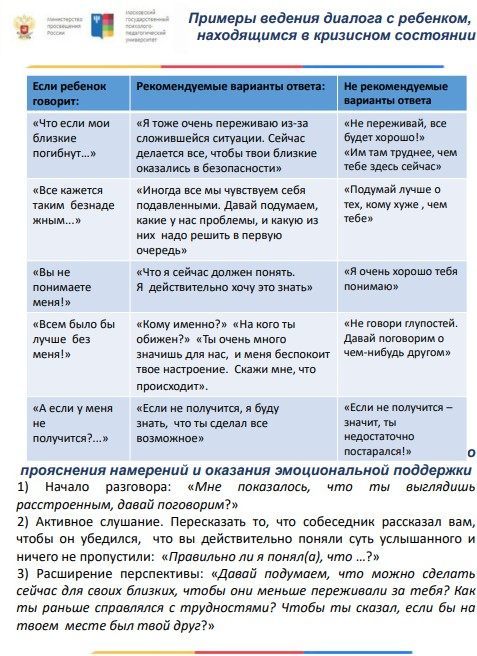 МИНИСТЕРСТВО
ПРОСВЕЩЕНИЯ
РОССИИ
МОСКОВСКИЙ
ГОСУДАРСТВЕННЫЙ
ПСИХОЛОГО-
ПЕДАГОГИЧЕСКИЙ
УНИВЕРСИТЕТ
Примеры ведения диалога с ребенком,
находящимся в кризисном состоянии
Если ребенок
говорит:
Рекомендуемые варианты ответа:
Не рекомендуемые
варианты ответа
«Что если мои
близкие
погибнут…»
«Я тоже очень переживаю из-за
сложившейся ситуации. Сейчас
делается все, чтобы твои близкие
оказались в безопасности»
«Не переживай, все
будет хорошо!»
«Им там труднее, чем
тебе здесь сейчас»
«Все кажется
таким безнаде
жным...»
«Иногда все мы чувствуем себя
подавленными. Давай подумаем,
какие у нас проблемы, и какую из
них надо решить в первую
очередь»
«Подумай лучше о
тех, кому хуже , чем
тебе»
«Вы не
понимаете
меня!»
«Что я сейчас должен понять.
Я действительно хочу это знать»
«Я очень хорошо тебя
понимаю»
«Всем было бы
лучше без
меня!»
«Кому именно?» «На кого ты
обижен?» «Ты очень много
значишь для нас, и меня беспокоит
твое настроение. Скажи мне, что
происходит».
«Не говори глупостей.
Давай поговорим о
чем-нибудь другом»
«А если у меня
не
получится?...»
«Если не получится, я буду
знать, что ты сделал все
возможное»
«Если не получится –
значит, ты
недостаточно
постарался!»
о
прояснения намерений и оказания эмоциональной поддержки
1) Начало разговора: «Мне показалось, что ты выглядишь
расстроенным, давай поговорим?»
2) Активное слушание. Пересказать то, что собеседник рассказал вам,
чтобы он убедился, что вы действительно поняли суть услышанного и
ничего не пропустили: «Правильно ли я понял(а), что …?»
3) Расширение перспективы: «Давай подумаем, что можно сделать
сейчас для своих близких, чтобы они меньше переживали за тебя? Как
ты раньше справлялся с трудностями? Чтобы ты сказал, если бы на
твоем месте был твой друг?»